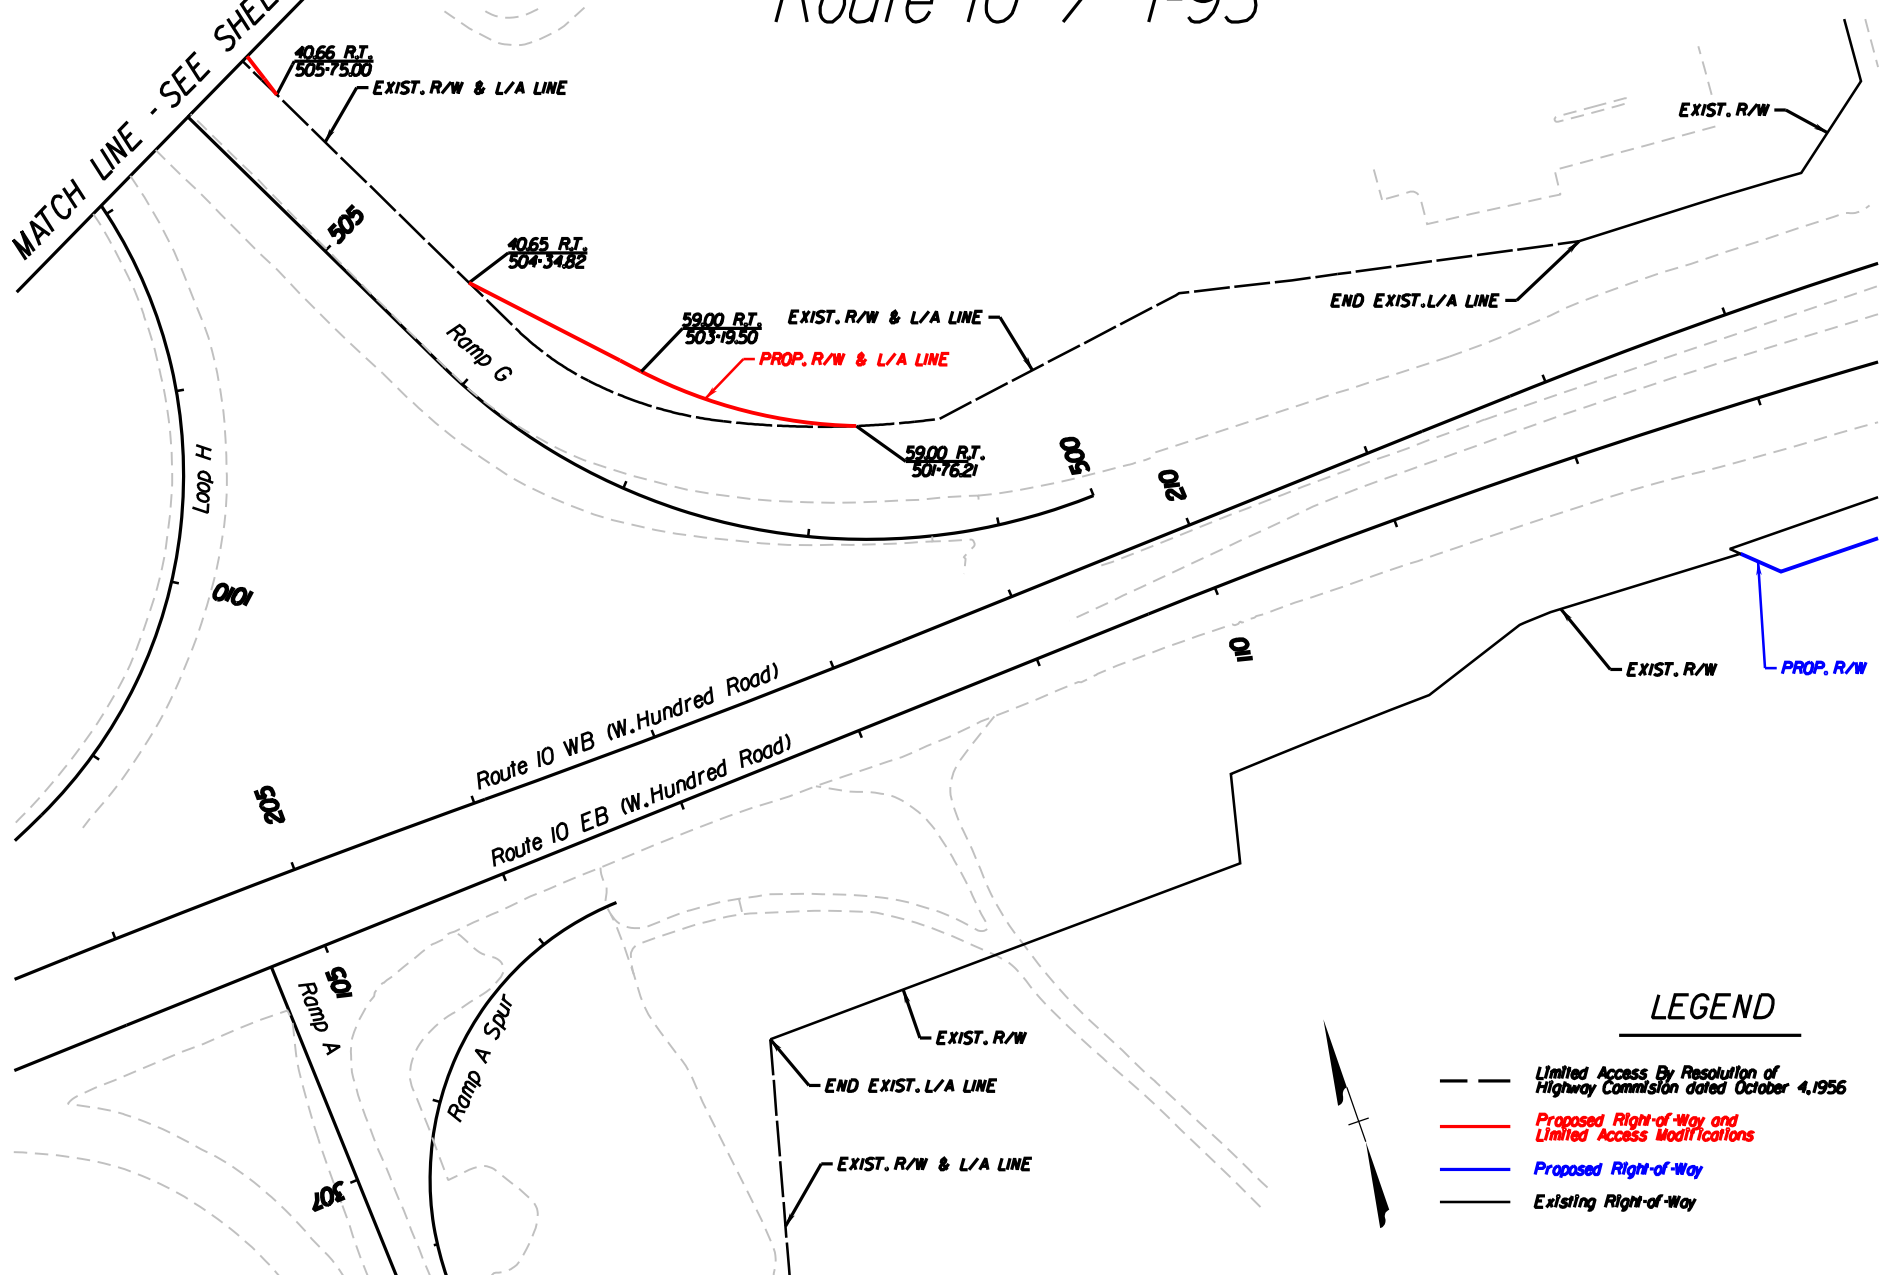 Route 10 / I-95
MATCH LINE - SEE SHEE
40.66 R.T.
505+75.00
EXIST. R/W & L/A LINE
EXIST. R/W
505
40.65 R.T.
504+34.82
59.00 R.T.
503+19.50
EXIST. R/W & L/A LINE
END EXIST. L/A LINE
PROP. R/W & L/A LINE
Ramp G
59.00 R.T.
501+76.21
500
210
Loop H
1010
110
EXIST. R/W
PROP. R/W
Route 10 WB (W. Hundred Road)
205
Route 10 EB (W. Hundred Road)
105
Ramp A
Ramp A Spur
EXIST. R/W
END EXIST. L/A LINE
EXIST. R/W & L/A LINE
307
LEGEND
Limited Access By Resolution of
Highway Commision dated October 4, 1956
Proposed Right-of-Way and
Limited Access Modifications
Proposed Right-of-Way
Existing Right-of-Way